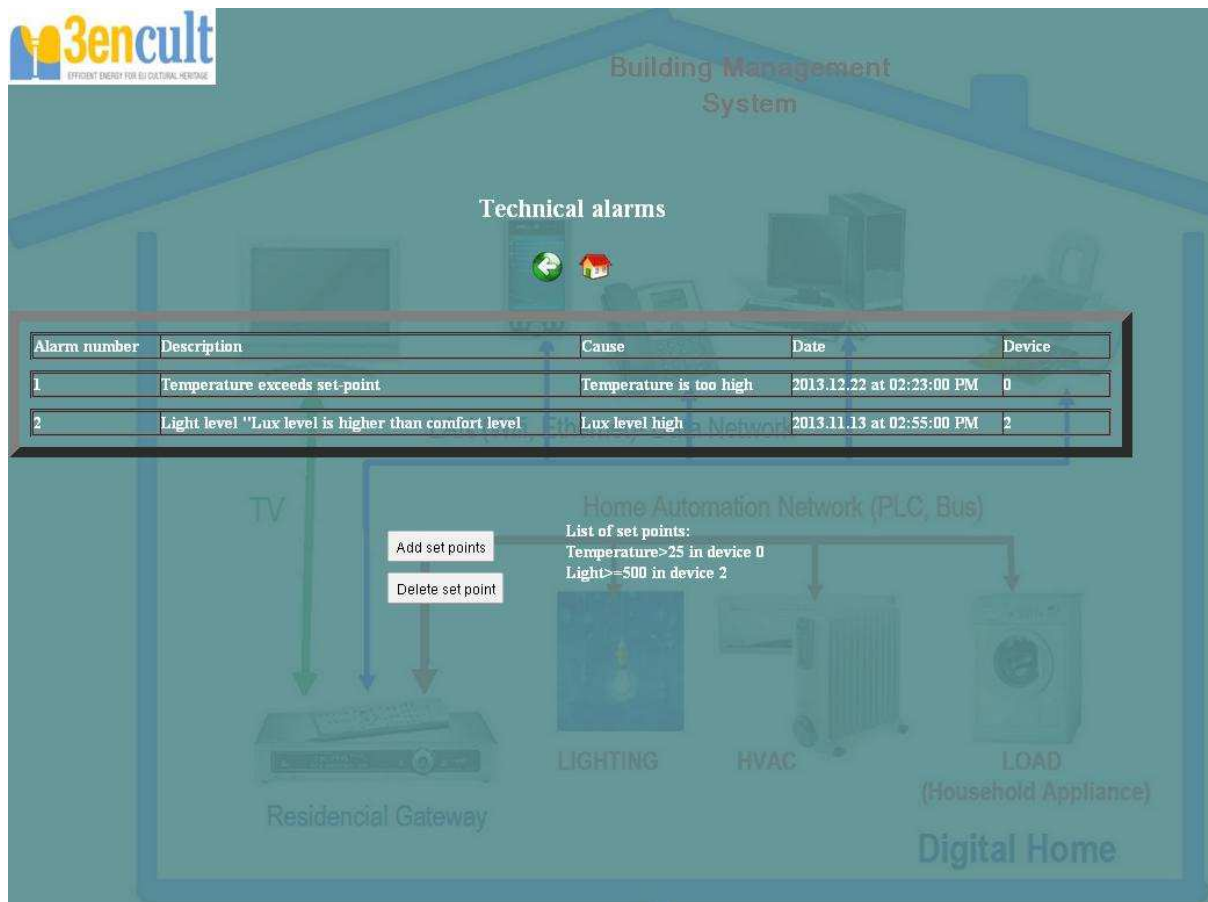 3encult
EFFICIENT ENERGY FOR EU CULTURAL HERITAGE
Building Management
System
Technical alarms
Alarm number Description Cause Date Device
1 Temperature exceeds set-point Temperature is too high 2013.12.22 at 02:23:00 PM 0
2 Light level "Lux level is higher than comfort level Lux level high 2013.11.13 at 02:55:00 PM 2
Data Network
TV
Home Automation Network (PLC, Bus)
Add set points
Delete set point
List of set points:
Temperature>25 in device 0
Light>=500 in device 2
LIGHTING
HVAC
LOAD
(Household Appliance)
Residencial Gateway
Digital Home